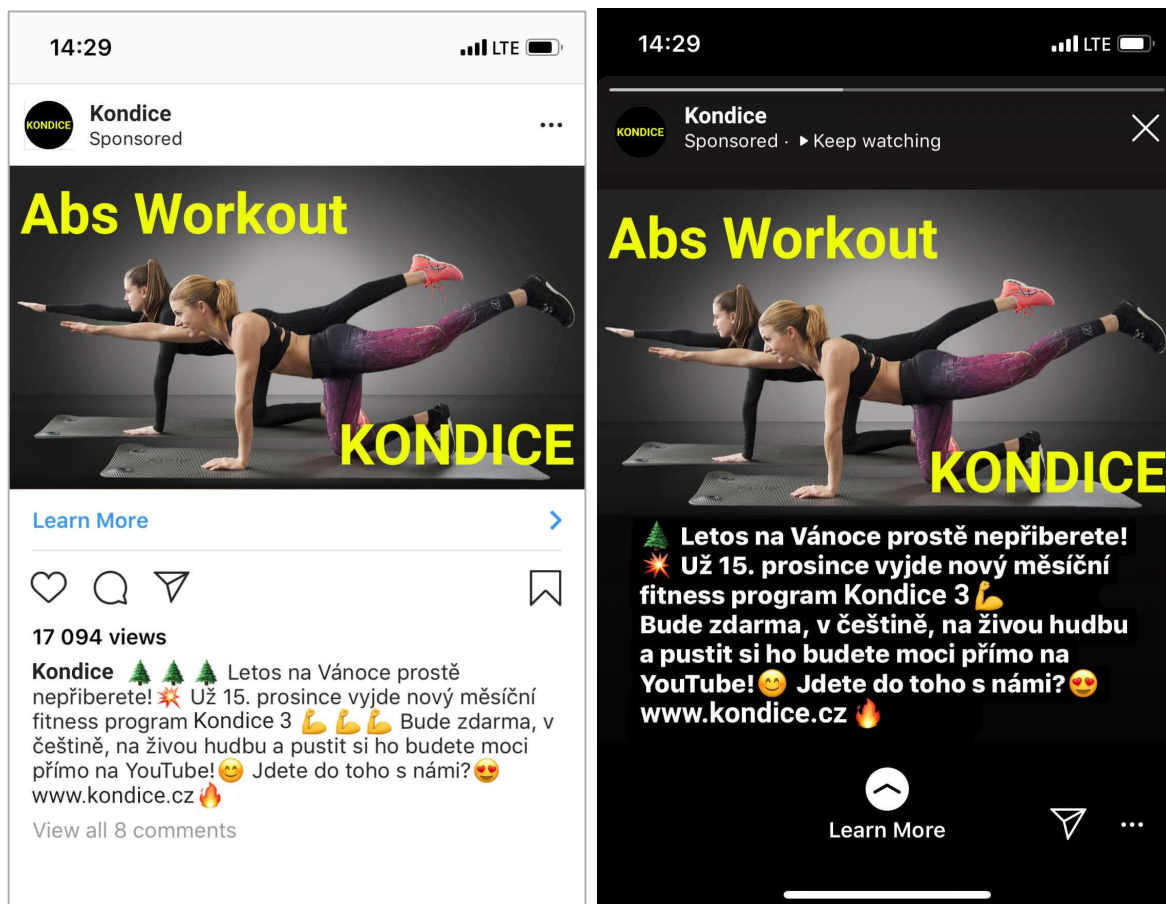 14:29
LTE
KONDICE
Kondice
Sponsored
Abs Workout
KONDICE
Learn More
17 094 views
Kondice 🌲🌲🌲 Letos na Vánoce prostě
nepřiberete!💥 Už 15. prosince vyjde nový měsíční
fitness program Kondice 3 💪💪💪 Bude zdarma, v
češtině, na živou hudbu a pustit si ho budete moci
přímo na YouTube!😊 Jdete do toho s námi?😍
www.kondice.cz🔥
View all 8 comments
14:29
LTE
KONDICE
Kondice
Sponsored · ▶ Keep watching
Abs Workout
KONDICE
🌲 Letos na Vánoce prostě nepřiberete!
💥 Už 15. prosince vyjde nový měsíční
fitness program Kondice 3💪
Bude zdarma, v češtině, na živou hudbu
a pustit si ho budete moci přímo na
YouTube!😊 Jdete do toho s námi?😍
www.kondice.cz 🔥
Learn More